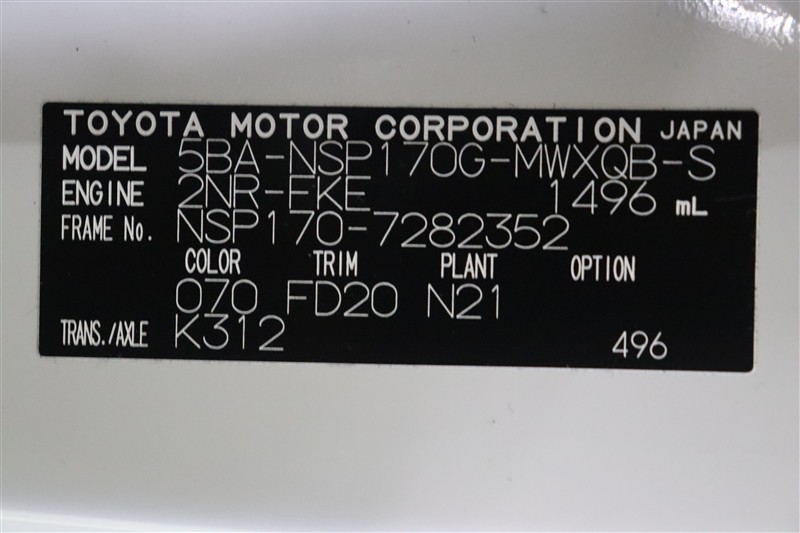 TOYOTA MOTOR CORPORATION JAPAN
MODEL 5BA-NSP170G-MWXQB-S
ENGINE 2NR-FKE 1496 mL
FRAME No. NSP170-7282352
COLOR TRIM PLANT OPTION
070 FD20 N21
TRANS./AXLE K312 496